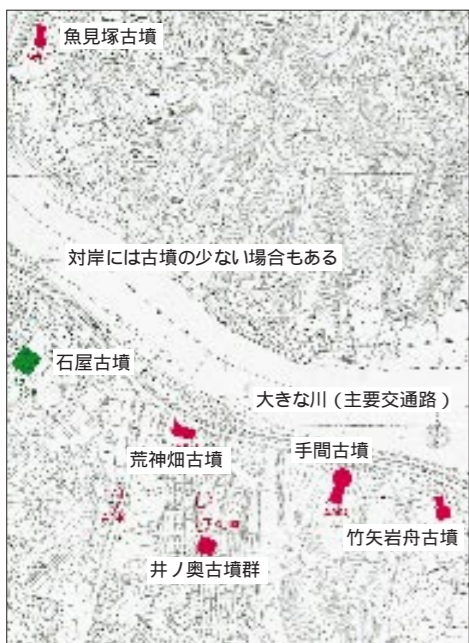 魚見塚古墳
対岸には古墳の少ない場合もある
石屋古墳
大きな川(主要交通路)
荒神畑古墳
手間古墳
竹矢岩舟古墳
井ノ奥古墳群